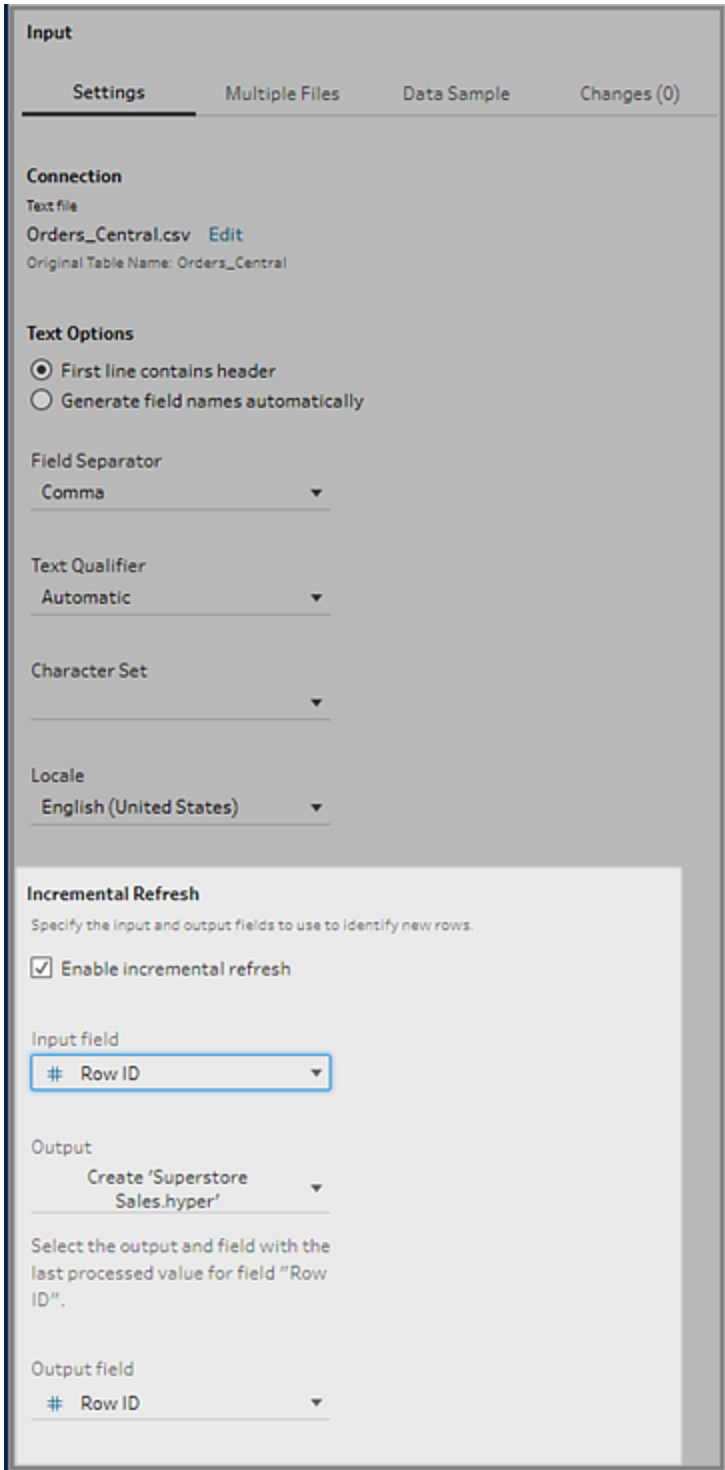 Input
Settings Multiple Files Data Sample Changes (0)
Connection
Text file
Orders_Central.csv Edit
Original Table Name: Orders_Central
Text Options
First line contains header
Generate field names automatically
Field Separator
Comma
Text Qualifier
Automatic
Character Set
Locale
English (United States)
Incremental Refresh
Specify the input and output fields to use to identify new rows.
Enable incremental refresh
Input field
# Row ID
Output
Create 'Superstore
Sales.hyper'
Select the output and field with the
last processed value for field "Row
ID".
Output field
# Row ID